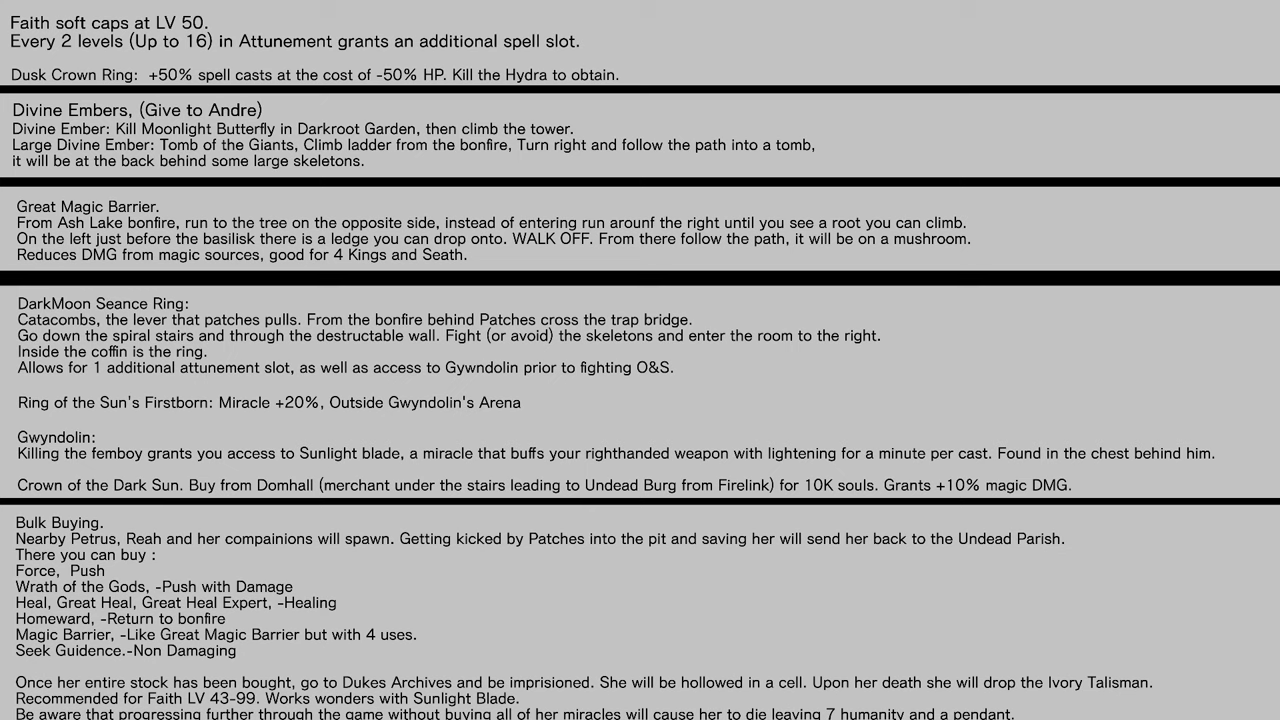 Faith soft caps at LV 50.
Every 2 levels (Up to 16) in Attunement grants an additional spell slot.
Dusk Crown Ring:  +50% spell casts at the cost of -50% HP. Kill the Hydra to obtain.
Divine Embers, (Give to Andre)
Divine Ember: Kill Moonlight Butterfly in Darkroot Garden, then climb the tower.
Large Divine Ember: Tomb of the Giants, Climb ladder from the bonfire, Turn right and follow the path into a tomb,
it will be at the back behind some large skeletons.
Great Magic Barrier.
From Ash Lake bonfire, run to the tree on the opposite side, instead of entering run arounf the right until you see a root you can climb.
On the left just before the basilisk there is a ledge you can drop onto. WALK OFF. From there follow the path, it will be on a mushroom.
Reduces DMG from magic sources, good for 4 Kings and Seath.
DarkMoon Seance Ring:
Catacombs, the lever that patches pulls. From the bonfire behind Patches cross the trap bridge.
Go down the spiral stairs and through the destructable wall. Fight (or avoid) the skeletons and enter the room to the right.
Inside the coffin is the ring.
Allows for 1 additional attunement slot, as well as access to Gywndolin prior to fighting O&S.
Ring of the Sun's Firstborn: Miracle +20%, Outside Gwyndolin's Arena
Gwyndolin:
Killing the femboy grants you access to Sunlight blade, a miracle that buffs your righthanded weapon with lightening for a minute per cast. Found in the chest behind him.
Crown of the Dark Sun. Buy from Domhall (merchant under the stairs leading to Undead Burg from Firelink) for 10K souls. Grants +10% magic DMG.
Bulk Buying.
Nearby Petrus, Reah and her compainions will spawn. Getting kicked by Patches into the pit and saving her will send her back to the Undead Parish.
There you can buy :
Force,  Push
Wrath of the Gods, -Push with Damage
Heal, Great Heal, Great Heal Expert, -Healing
Homeward, -Return to bonfire
Magic Barrier, -Like Great Magic Barrier but with 4 uses.
Seek Guidence.-Non Damaging
Once her entire stock has been bought, go to Dukes Archives and be imprisioned. She will be hollowed in a cell. Upon her death she will drop the Ivory Talisman.
Recommended for Faith LV 43-99. Works wonders with Sunlight Blade.
Be aware that progressing further through the game without buying all of her miracles will cause her to die leaving 7 humanity and a pendant.